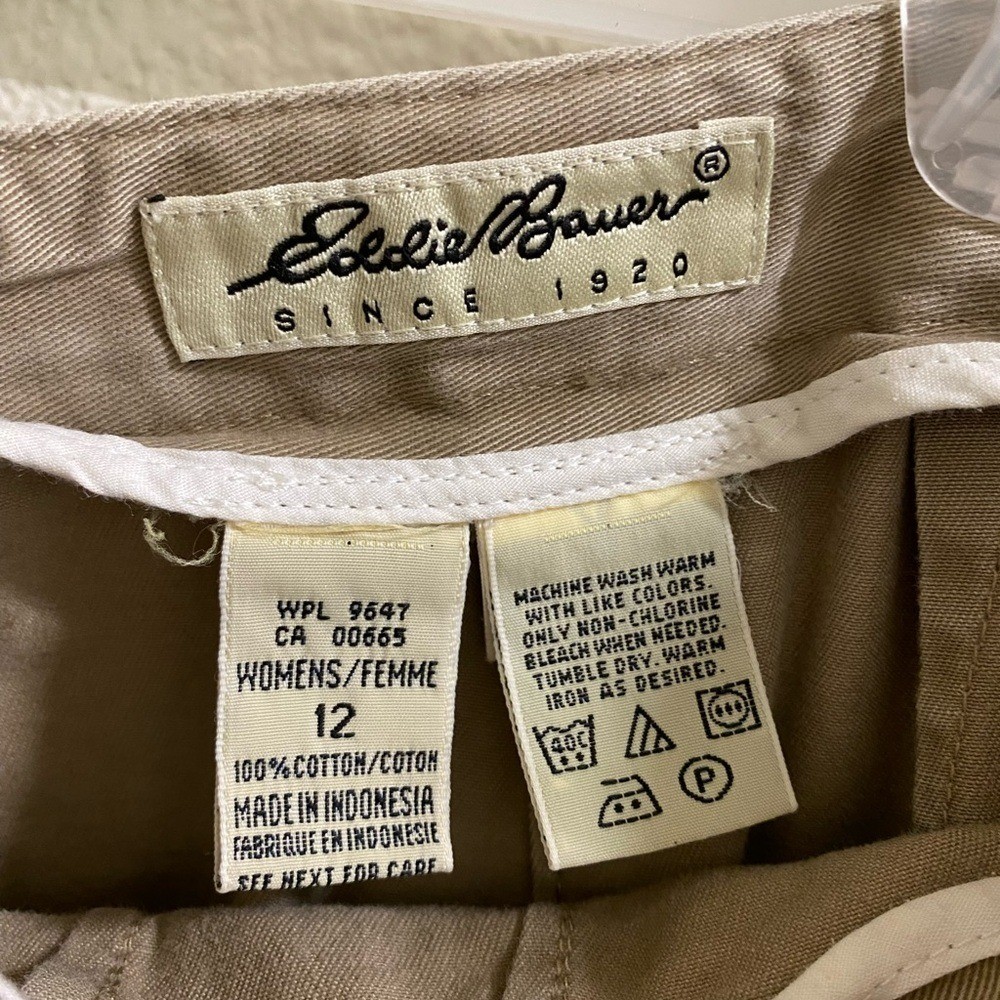 Eddie Bauer®
SINCE 1920
WPL 9647
CA 00665
WOMENS/FEMME
12
100% COTTON/COTON
MADE IN INDONESIA
FABRIQUE EN INDONESIE
SEE NEXT FOR CARE
MACHINE WASH WARM
WITH LIKE COLORS.
ONLY NON-CHLORINE
BLEACH WHEN NEEDED.
TUMBLE DRY. WARM
IRON AS DESIRED.
40C
P